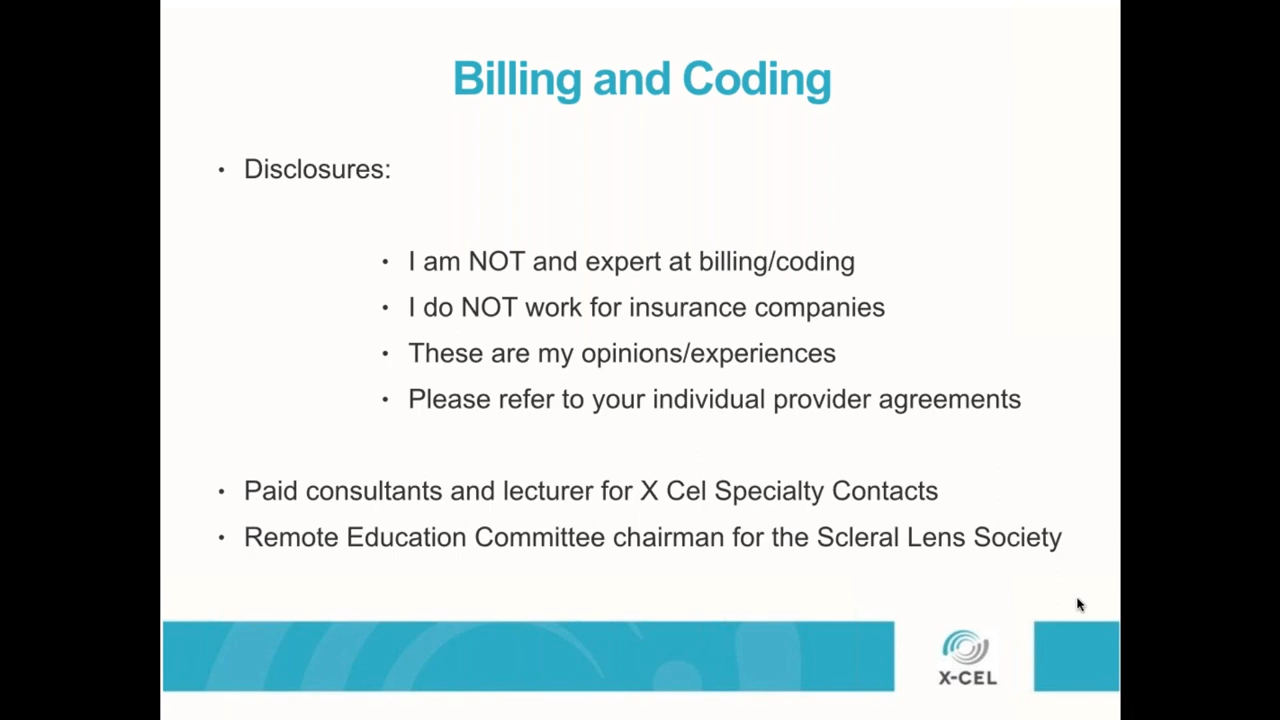 Billing and Coding
• Disclosures:
• I am NOT and expert at billing/coding
• I do NOT work for insurance companies
• These are my opinions/experiences
• Please refer to your individual provider agreements
• Paid consultants and lecturer for X Cel Specialty Contacts
• Remote Education Committee chairman for the Scleral Lens Society
X-CEL